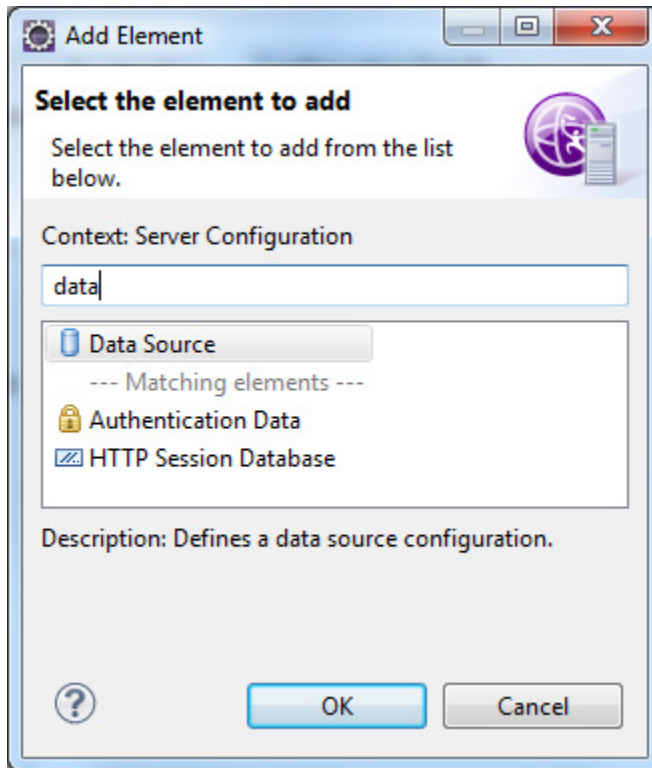 Add Element
Select the element to add
Select the element to add from the list
below.
Context: Server Configuration
data
Data Source
--- Matching elements ---
Authentication Data
HTTP Session Database
Description: Defines a data source configuration.
?
OK
Cancel